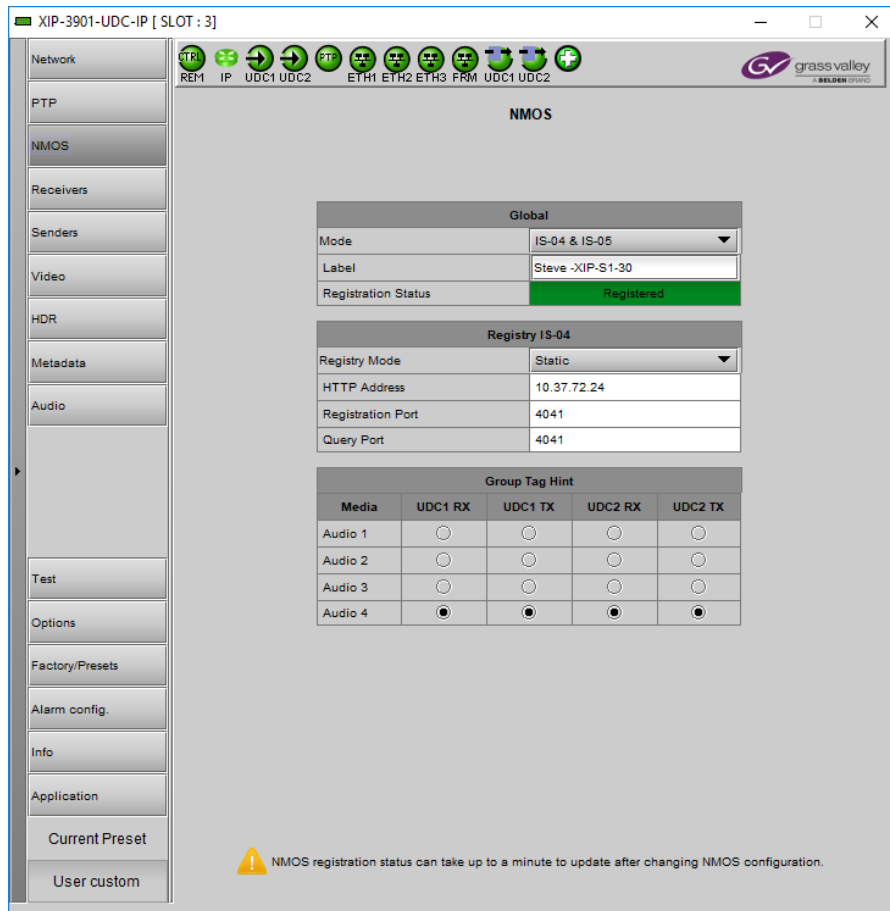 XIP-3901-UDC-IP [ SLOT : 3]
Network
PTP
NMOS
Receivers
Senders
Video
HDR
Metadata
Audio
Test
Options
Factory/Presets
Alarm config.
Info
Application
Current Preset
User custom
CTRL PTP
REM IP UDC1 UDC2 ETH1 ETH2 ETH3 FRM UDC1 UDC2
GV grass valley
A BELDEN BRAND
NMOS
Global
Mode IS-04 & IS-05
Label Steve -XIP-S1-30
Registration Status Registered
Registry IS-04
Registry Mode Static
HTTP Address 10.37.72.24
Registration Port 4041
Query Port 4041
Group Tag Hint
Media UDC1 RX UDC1 TX UDC2 RX UDC2 TX
Audio 1
Audio 2
Audio 3
Audio 4
NMOS registration status can take up to a minute to update after changing NMOS configuration.